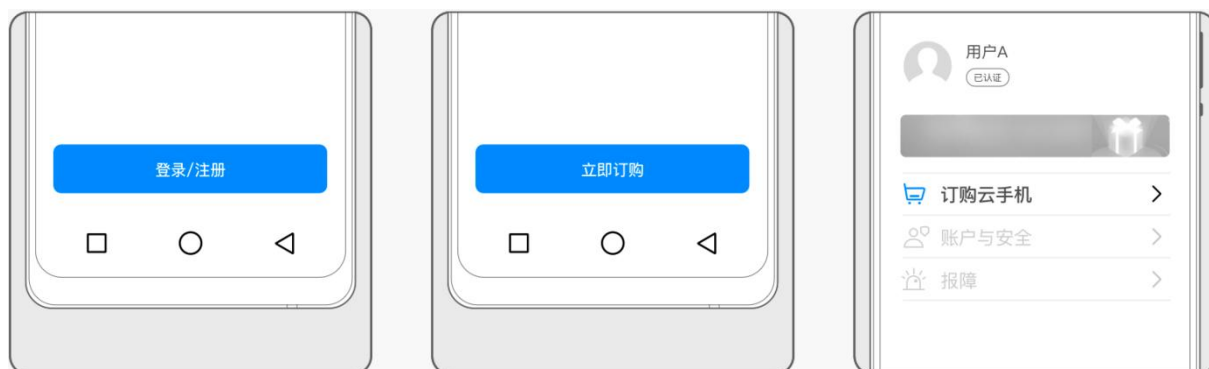 登录/注册
立即订购
用户A
已认证
订购云手机
账户与安全
报障